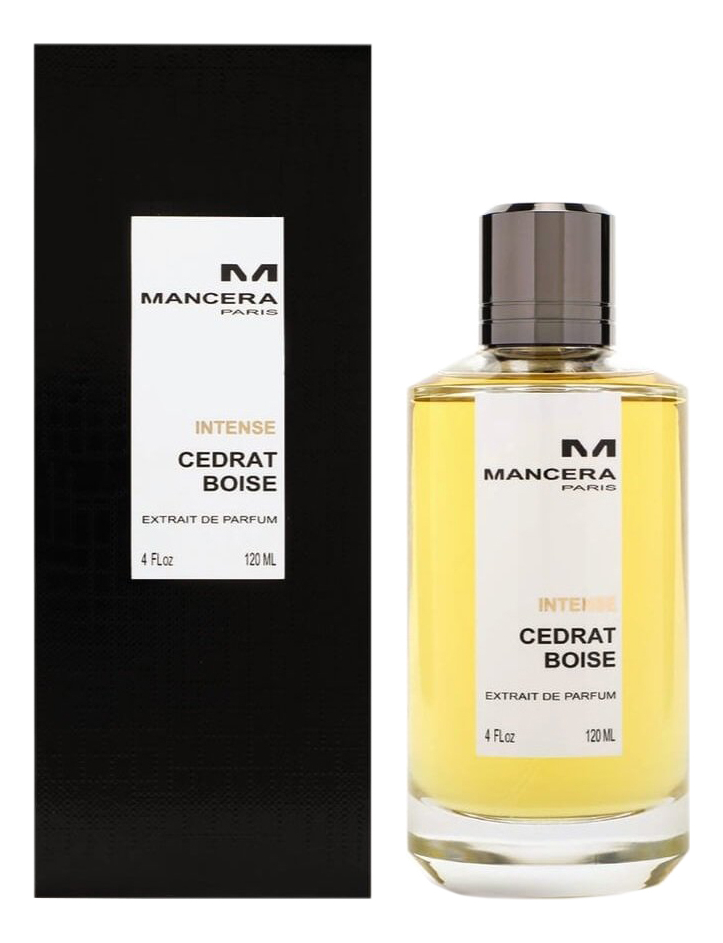 M
MANCERA
PARIS
INTENSE
CEDRAT
BOISE
EXTRAIT DE PARFUM
4 FLoz 120 ML
M
MANCERA
PARIS
INTENSE
CEDRAT
BOISE
EXTRAIT DE PARFUM
4 FLoz 120 ML